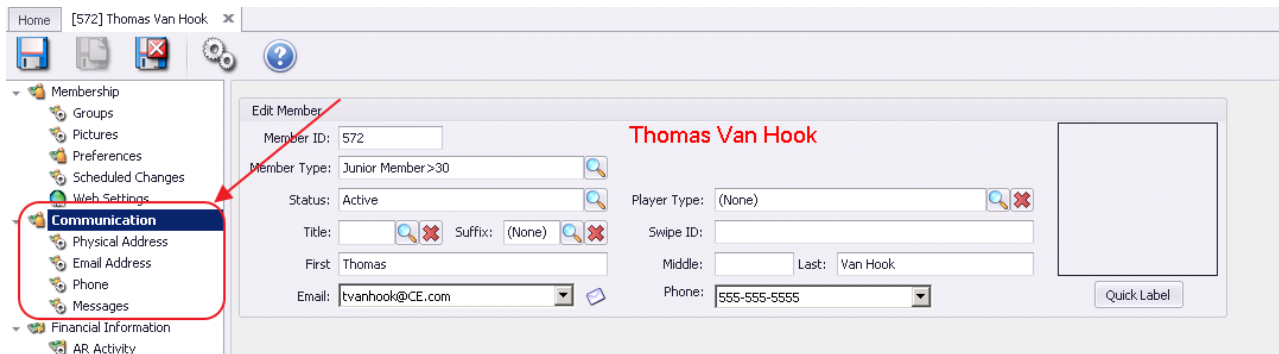 Home [572] Thomas Van Hook
Membership
Groups
Pictures
Preferences
Scheduled Changes
Web Settings
Communication
Physical Address
Email Address
Phone
Messages
Financial Information
AR Activity
Edit Member
Thomas Van Hook
Member ID: 572
Member Type: Junior Member>30
Status: Active Player Type: (None)
Title: Suffix: (None) Swipe ID:
First Thomas Middle: Last: Van Hook
Email: tvanhook@CE.com Phone: 555-555-5555
Quick Label